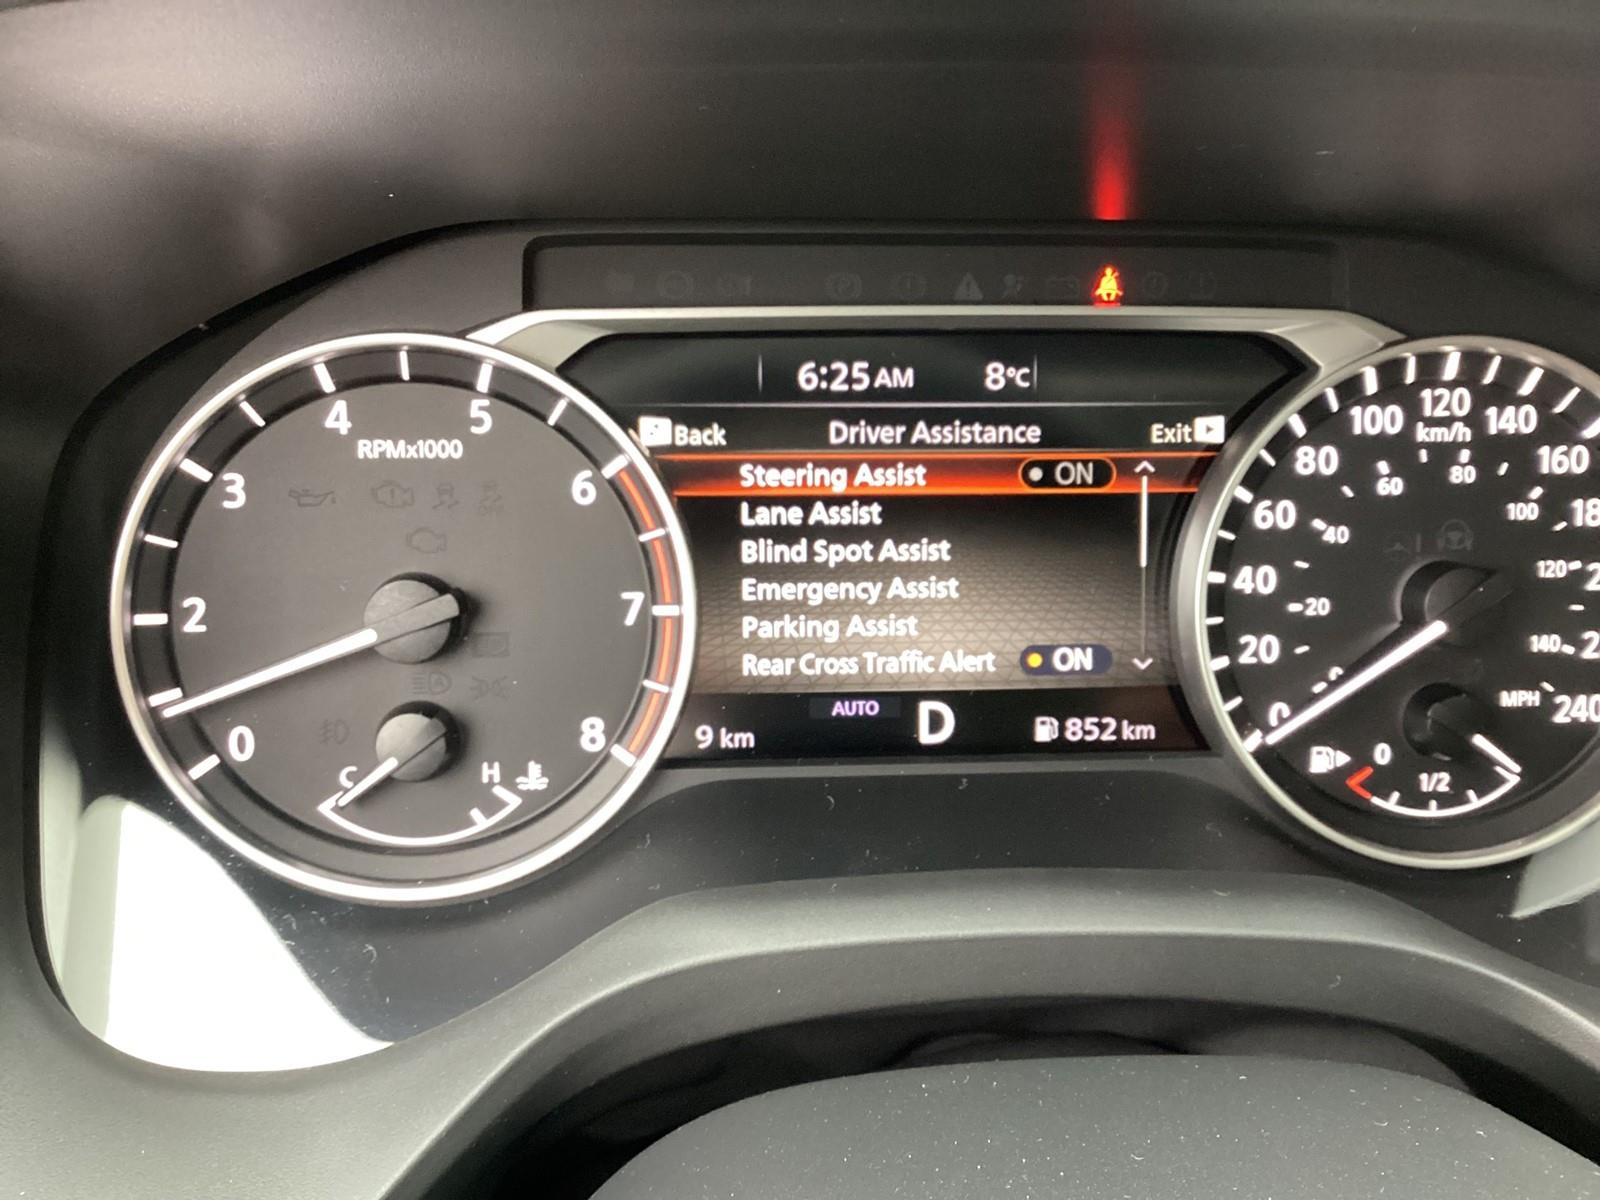 6:25 AM 8°C
Back Driver Assistance Exit
Steering Assist ON
Lane Assist
Blind Spot Assist
Emergency Assist
Parking Assist
Rear Cross Traffic Alert ON
AUTO
9 km D 852 km
4 5
RPMx1000
3 6
2 7
0 8
C H
100 120 140
km/h
80 160
60 80
60 100
40
40 120
20
20 140
0
MPH 240
0
1/2